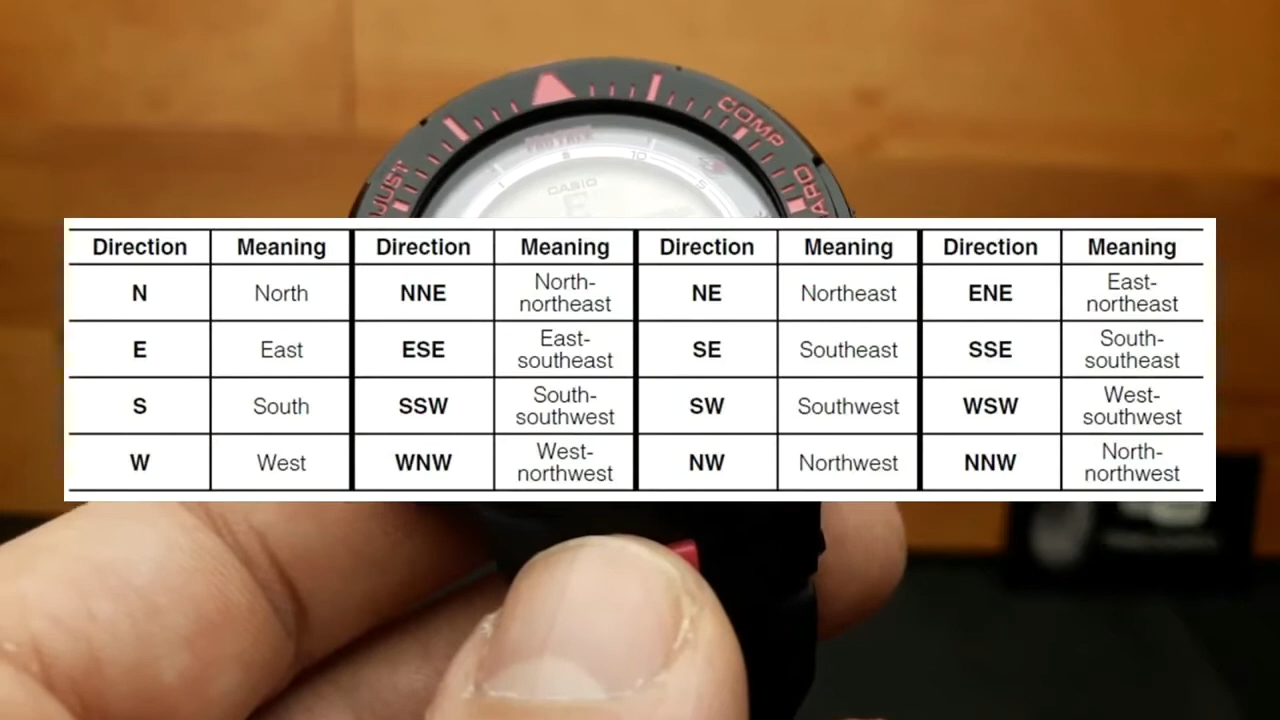 COMP
CASIO
10
5
Direction Meaning Direction Meaning Direction Meaning Direction Meaning
N North NNE North-
northeast NE Northeast ENE East-
northeast
E East ESE East-
southeast SE Southeast SSE South-
southeast
S South SSW South-
southwest SW Southwest WSW West-
southwest
W West WNW West-
northwest NW Northwest NNW North-
northwest